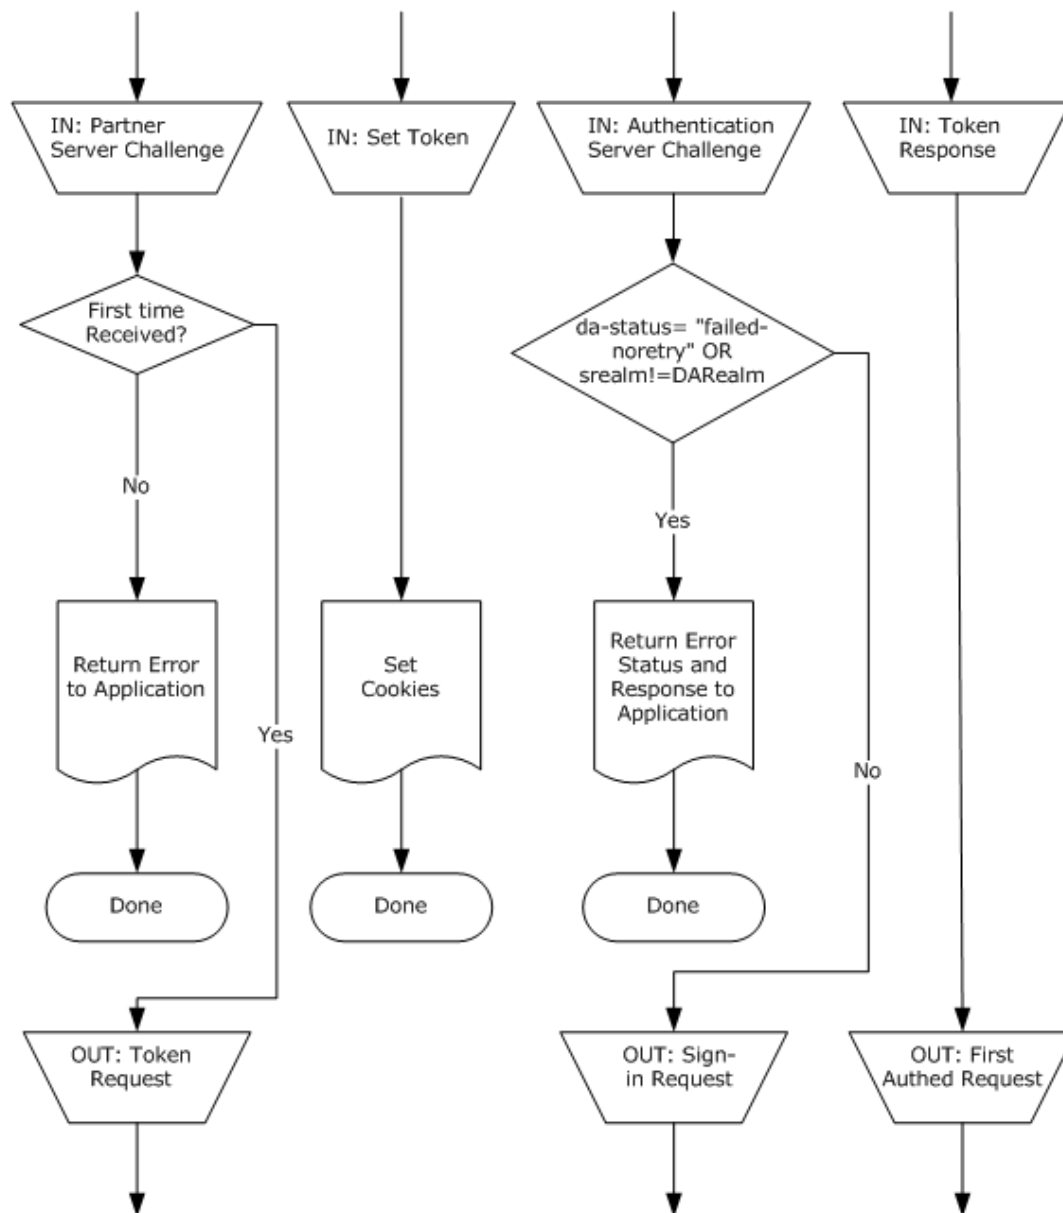 IN: Partner
Server Challenge
IN: Set Token
IN: Authentication
Server Challenge
IN: Token
Response
First time
Received?
da-status= "failed-
noretry" OR
srealm!=DARealm
No
Yes
Return Error
to Application
Set
Cookies
Return Error
Status and
Response to
Application
Yes
No
Done
Done
Done
OUT: Token
Request
OUT: Sign-
in Request
OUT: First
Authed Request